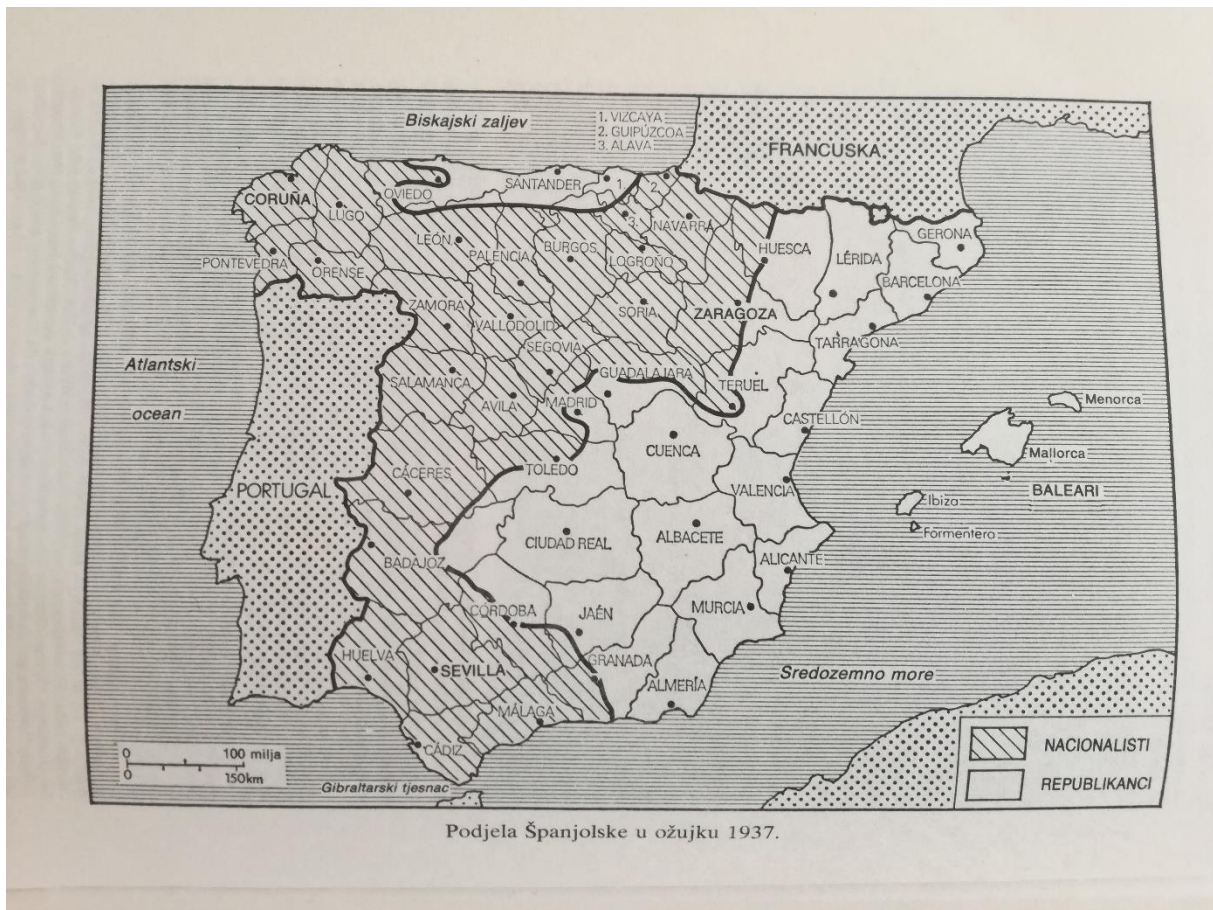 Biskajski zaljev
1. VIZCAYA
2. GUIPÚZCOA
3. ALAVA
FRANCUSKA
CORUÑA
LUGO
OVIEDO
SANTANDER
1.
2.
3.
NAVARRA
PONTEVEDRA
ORENSE
LEÓN
PALENCIA
BURGOS
LOGROÑO
HUESCA
LÉRIDA
GERONA
BARCELONA
ZAMORA
VALLODOLID
SORIA
ZARAGOZA
TARRAGONA
SEGOVIA
Atlantski
ocean
SALAMANCA
AVILA
MADRID
GUADALAJARA
TERUEL
CASTELLÓN
Menorca
Mallorca
BALEARI
Ibiza
Formentero
PORTUGAL
CÁCERES
TOLEDO
CUENCA
VALENCIA
BADAJOZ
CIUDAD REAL
ALBACETE
ALICANTE
CÓRDOBA
JAÉN
MURCIA
HUELVA
SEVILLA
GRANADA
ALMERÍA
Sredozemno more
MÁLAGA
CÁDIZ
0 100 milja
0 150km
Gibraltarski tjesnac
NACIONALISTI
REPUBLIKANCI
Podjela Španjolske u ožujku 1937.